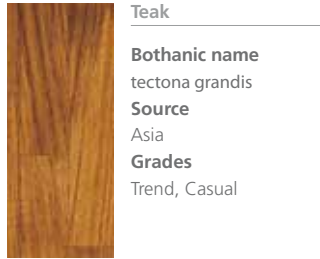 Teak
Bothanic name
tectona grandis
Source
Asia
Grades
Trend, Casual